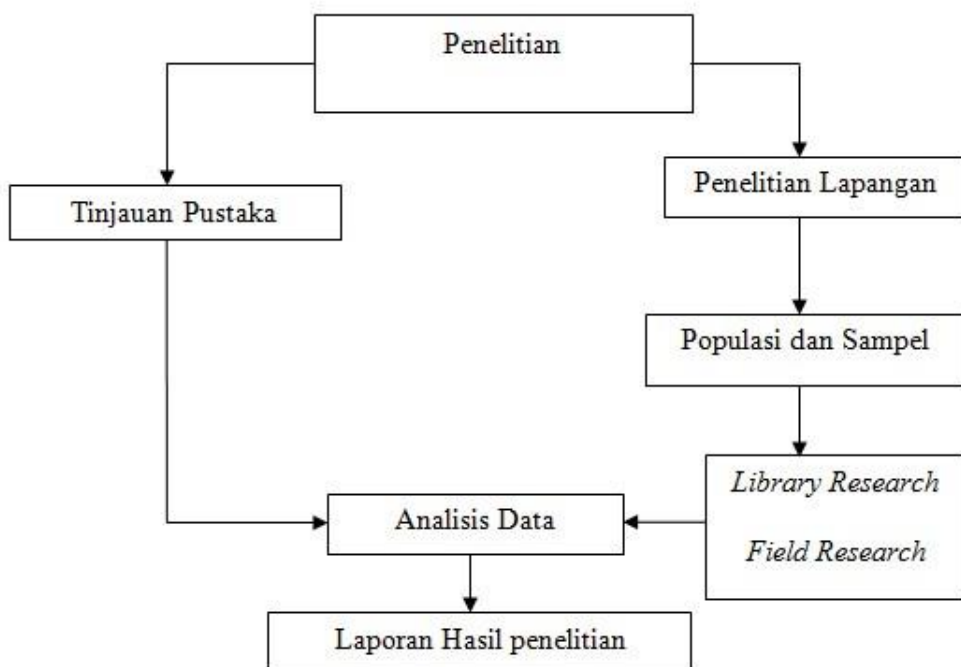 Penelitian
Tinjauan Pustaka
Penelitian Lapangan
Populasi dan Sampel
Library Research
Field Research
Analisis Data
Laporan Hasil penelitian